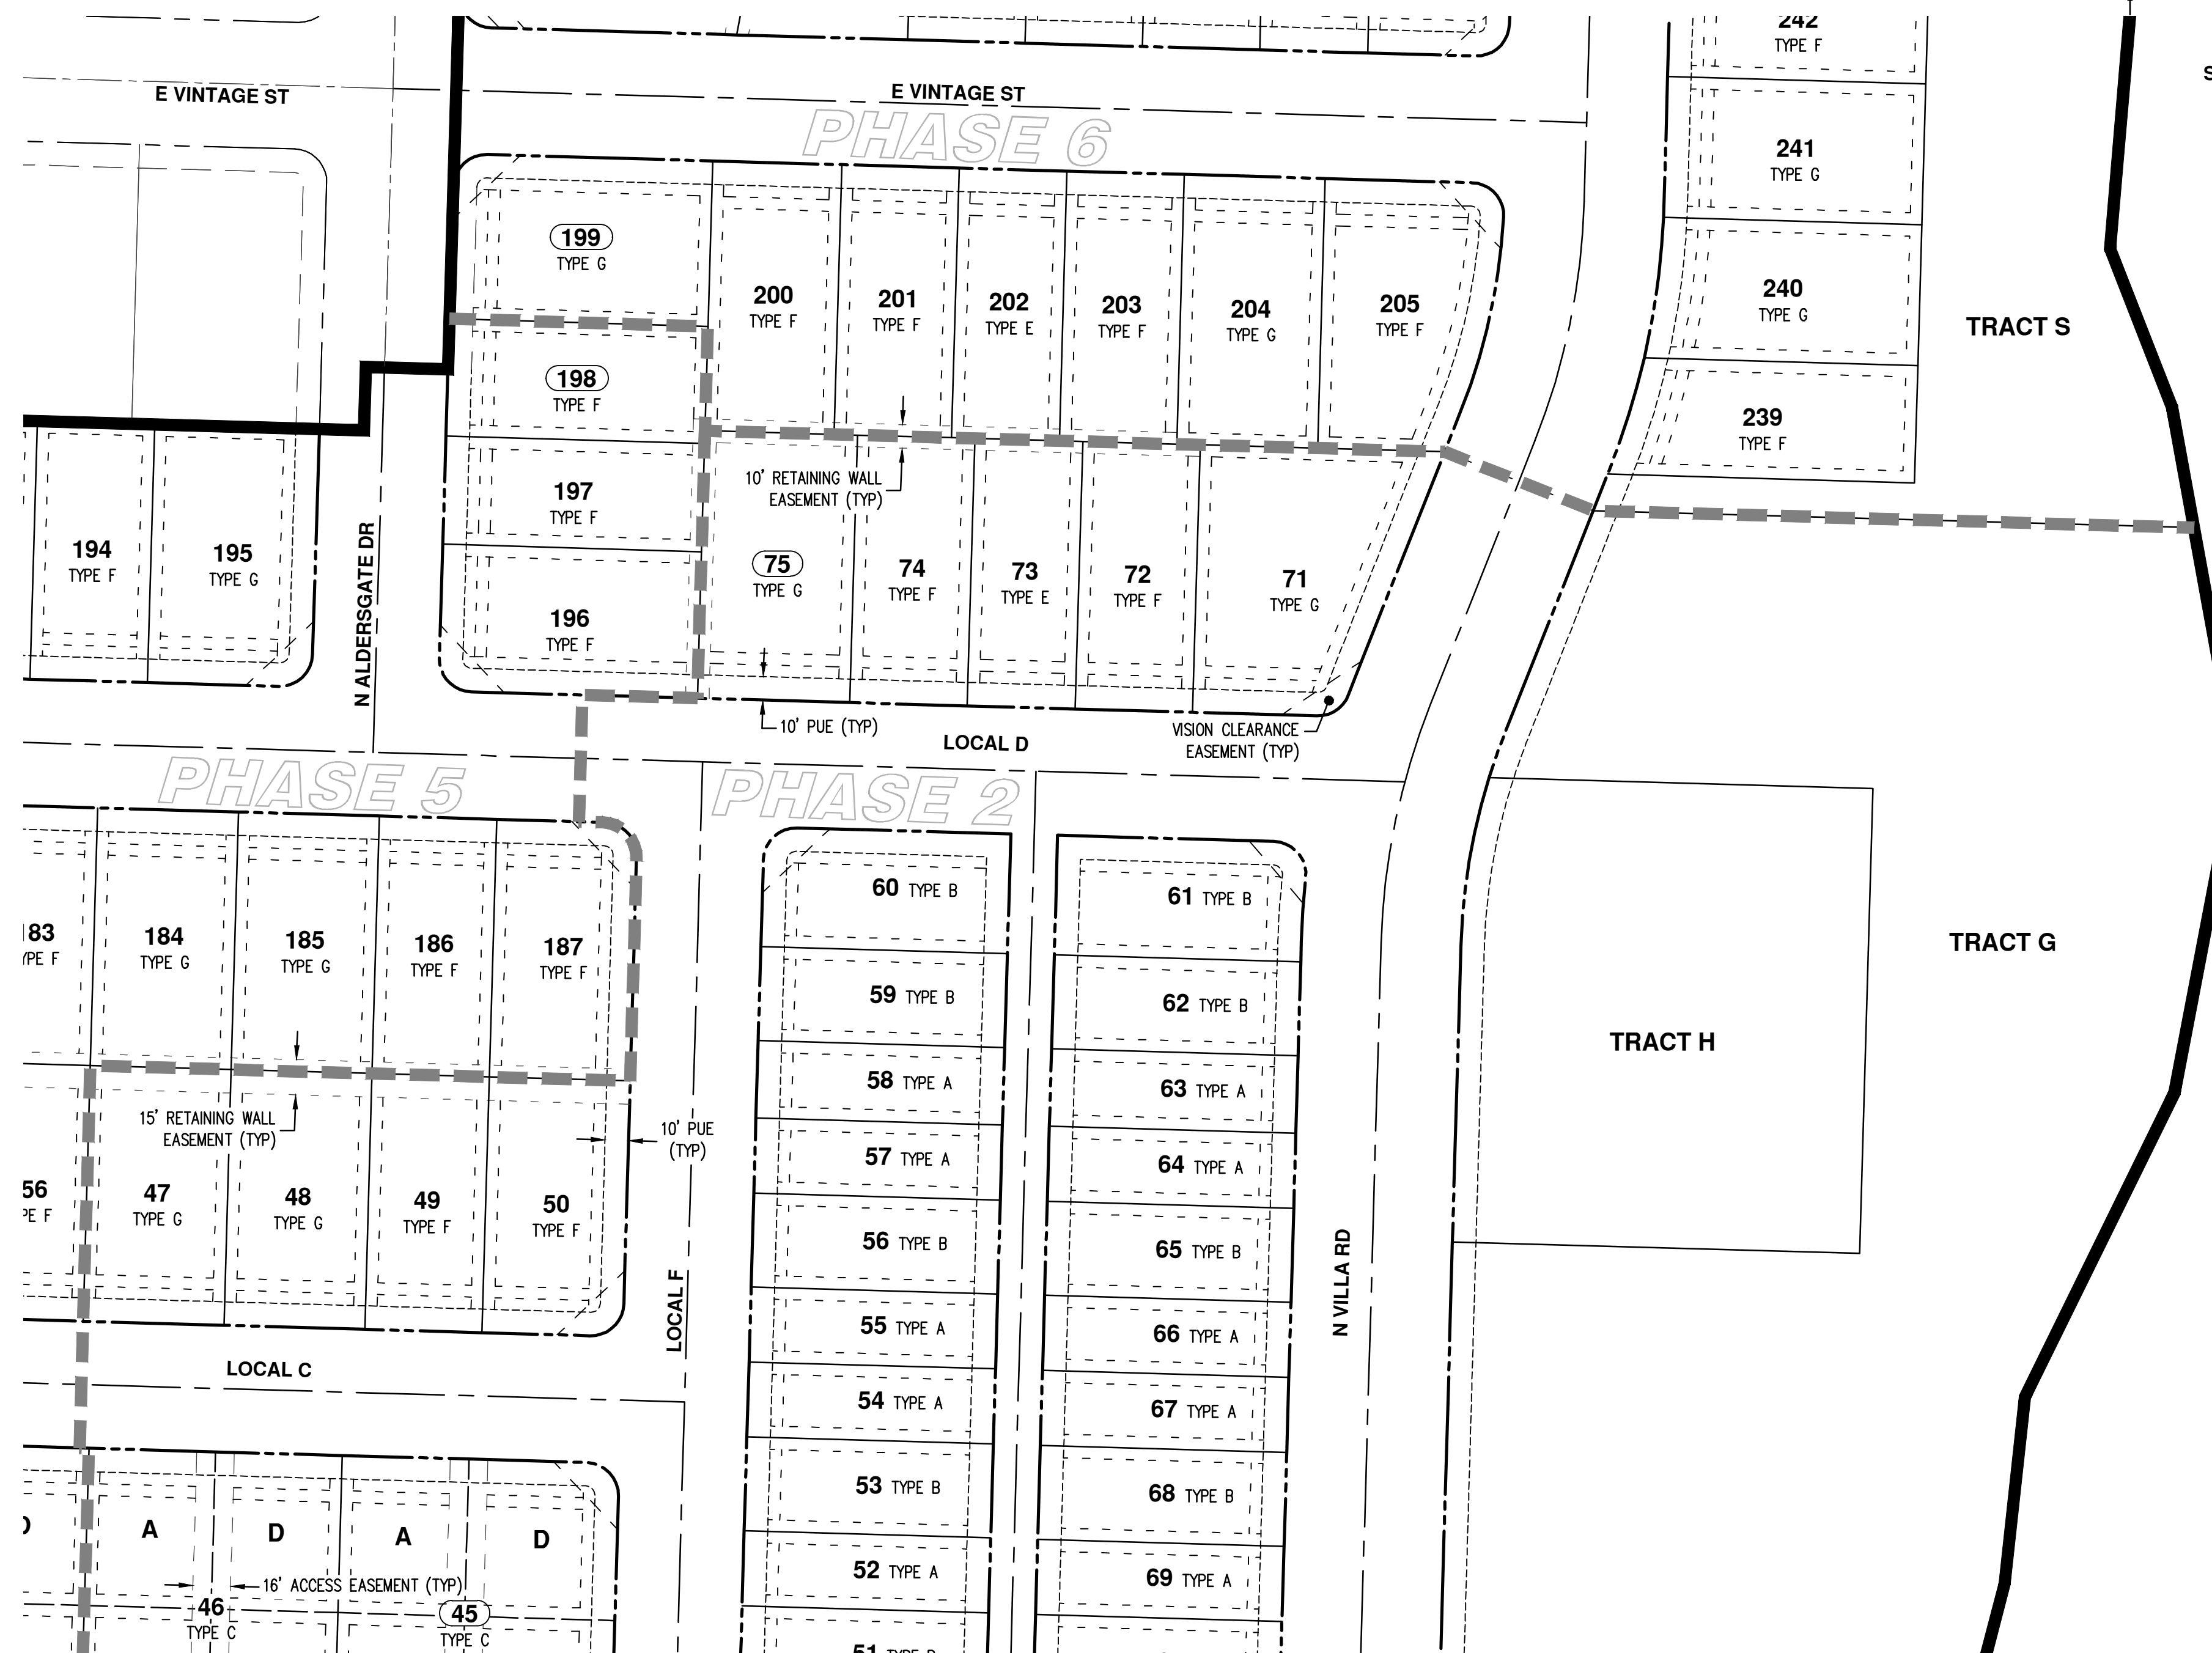 242
TYPE F
E VINTAGE ST
E VINTAGE ST
PHASE 6
241
TYPE G
199
TYPE G
200
TYPE F
201
TYPE F
202
TYPE E
203
TYPE F
204
TYPE G
205
TYPE F
240
TYPE G
TRACT S
198
TYPE F
239
TYPE F
10' RETAINING WALL
EASEMENT (TYP)
197
TYPE F
194
TYPE F
195
TYPE G
N ALDERSGATE DR
196
TYPE F
75
TYPE G
74
TYPE F
73
TYPE E
72
TYPE F
71
TYPE G
10' PUE (TYP)
LOCAL D
VISION CLEARANCE
EASEMENT (TYP)
PHASE 5
PHASE 2
60 TYPE B
61 TYPE B
83
PE F
184
TYPE G
185
TYPE G
186
TYPE F
187
TYPE F
59 TYPE B
62 TYPE B
TRACT G
TRACT H
58 TYPE A
63 TYPE A
15' RETAINING WALL
EASEMENT (TYP)
10' PUE
(TYP)
57 TYPE A
64 TYPE A
56
PE F
47
TYPE G
48
TYPE G
49
TYPE F
50
TYPE F
56 TYPE B
65 TYPE B
LOCAL F
N VILLA RD
55 TYPE A
66 TYPE A
LOCAL C
54 TYPE A
67 TYPE A
53 TYPE B
68 TYPE B
A
D
A
D
52 TYPE A
69 TYPE A
16' ACCESS EASEMENT (TYP)
46
TYPE C
45
TYPE C